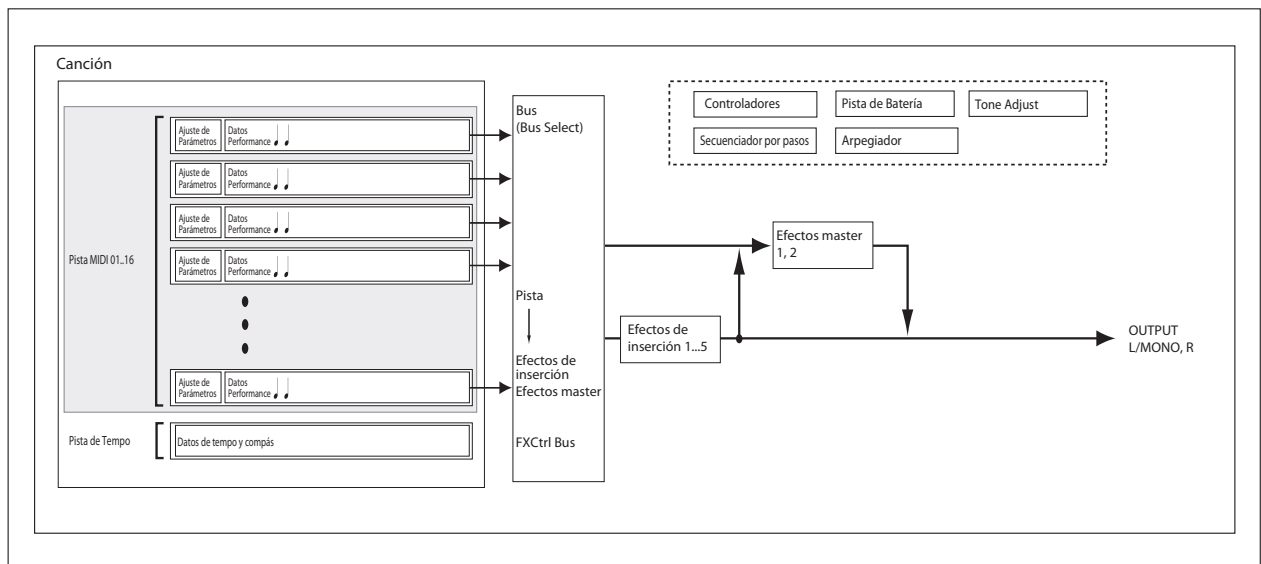 Canción
Pista MIDI 01..16
Ajuste de
Parámetros
Datos
Performance
Ajuste de
Parámetros
Datos
Performance
Ajuste de
Parámetros
Datos
Performance
Ajuste de
Parámetros
Datos
Performance
Ajuste de
Parámetros
Datos
Performance
Pista de Tempo
Datos de tempo y compás
Bus
(Bus Select)
Pista
Efectos de
inserción
Efectos master
FXCtrl Bus
Controladores
Pista de Batería
Tone Adjust
Secuenciador por pasos
Arpegiador
Efectos master
1, 2
Efectos de
inserción 1...5
OUTPUT
L/MONO, R